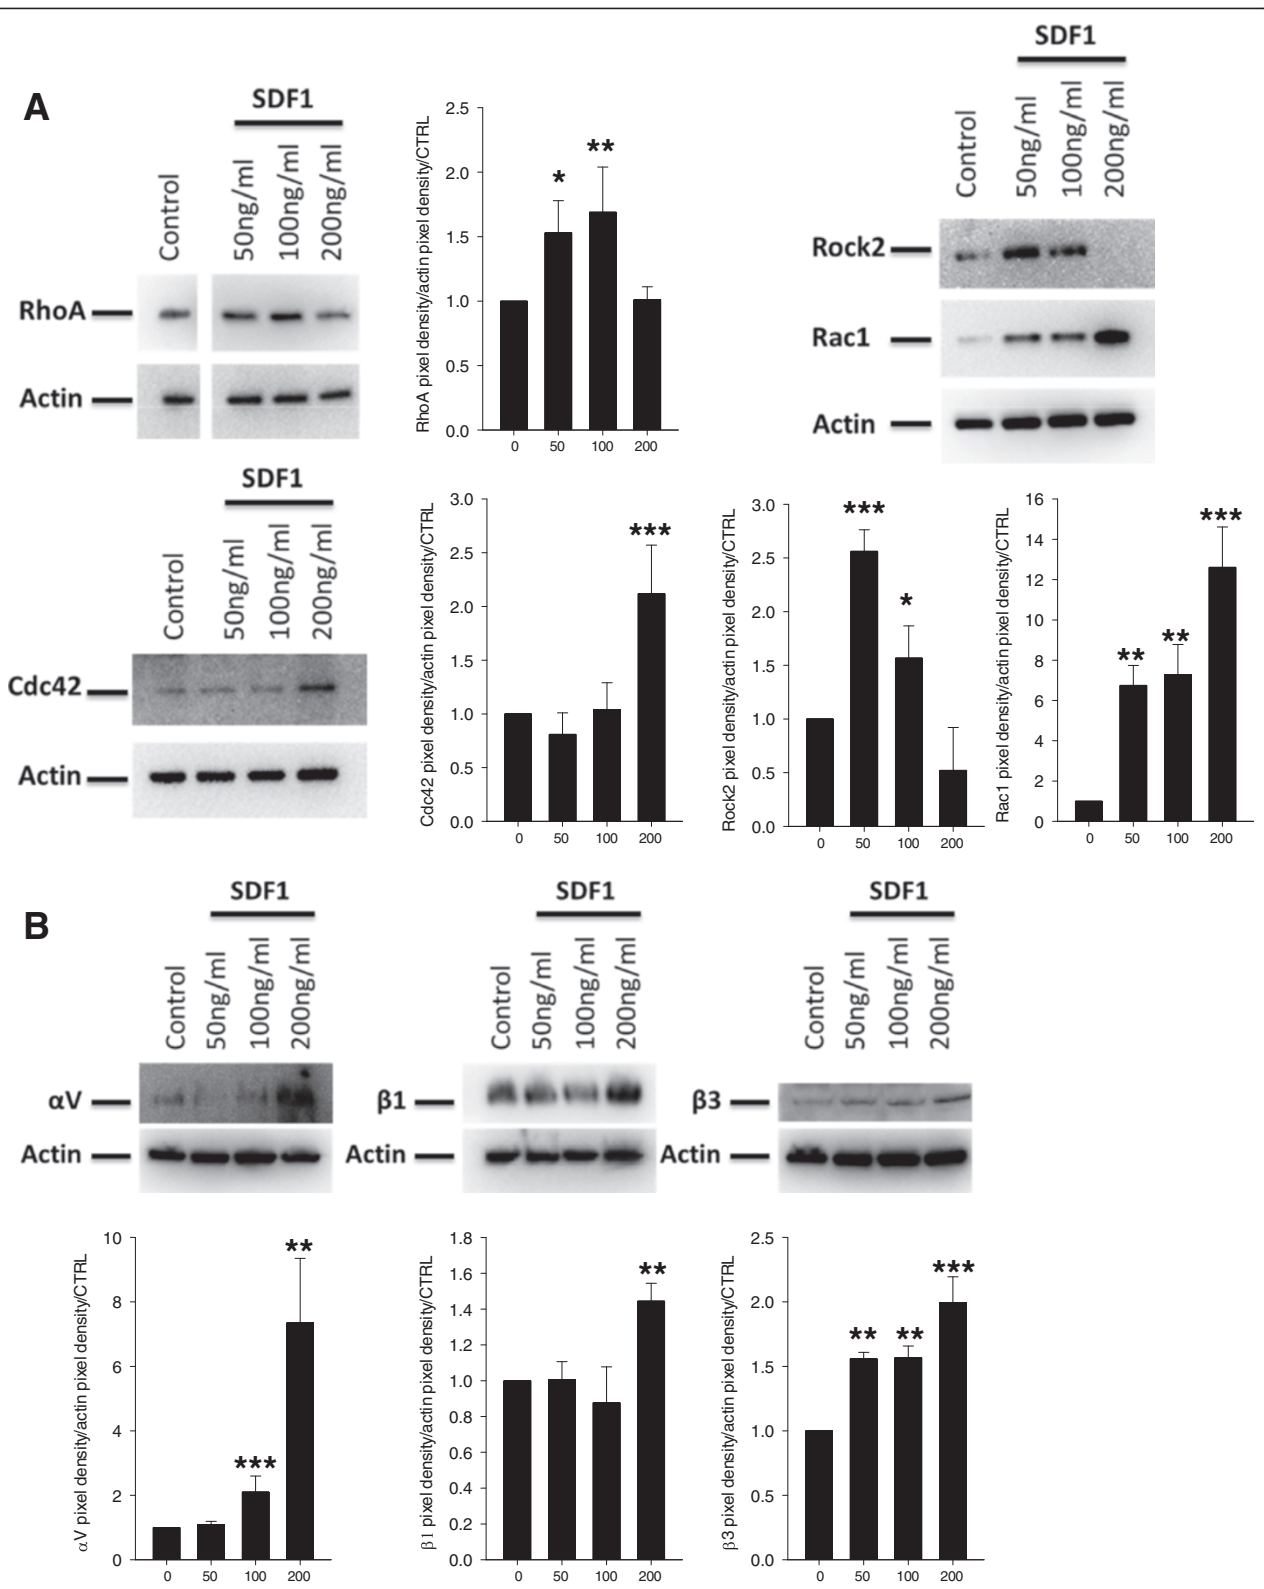 A
SDF1
Control
50ng/ml
100ng/ml
200ng/ml
RhoA
Actin
RhoA pixel density/actin pixel density/CTRL
2.5
2.0
1.5
1.0
0.5
0.0
* **
0 50 100 200
SDF1
Control
50ng/ml
100ng/ml
200ng/ml
Rock2
Rac1
Actin
SDF1
Control
50ng/ml
100ng/ml
200ng/ml
Cdc42
Actin
Cdc42 pixel density/actin pixel density/CTRL
3.0
2.5
2.0
1.5
1.0
0.5
0.0
***
0 50 100 200
Rock2 pixel density/actin pixel density/CTRL
3.0
2.5
2.0
1.5
1.0
0.5
0.0
*** *
0 50 100 200
Rac1 pixel density/actin pixel density/CTRL
16
14
12
10
8
6
4
2
0
** ** ***
0 50 100 200
B
SDF1
Control
50ng/ml
100ng/ml
200ng/ml
αV
Actin
SDF1
Control
50ng/ml
100ng/ml
200ng/ml
β1
Actin
SDF1
Control
50ng/ml
100ng/ml
200ng/ml
β3
Actin
αV pixel density/actin pixel density/CTRL
10
8
6
4
2
0
*** **
0 50 100 200
β1 pixel density/actin pixel density/CTRL
1.8
1.6
1.4
1.2
1.0
0.8
0.6
0.4
0.2
0.0
**
0 50 100 200
β3 pixel density/actin pixel density/CTRL
2.5
2.0
1.5
1.0
0.5
0.0
** ** ***
0 50 100 200